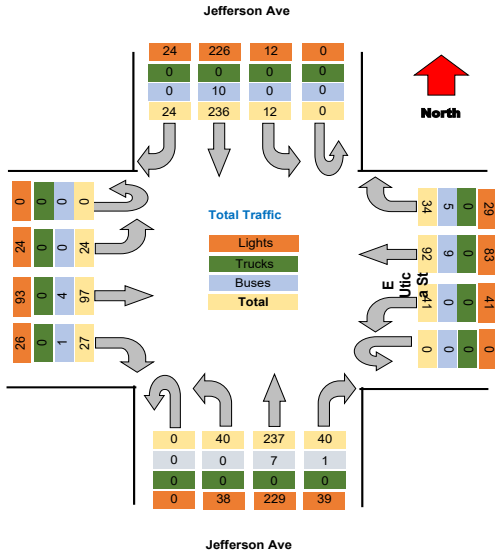 Jefferson Ave
24 226 12 0
0 0 0 0
0 10 0 0
24 236 12 0
North
0 0 0 0
24 0 0 24
93 0 4 97
26 0 1 27
Total Traffic
Lights
Trucks
Buses
Total
34 5 0 29
92 9 0 83
41 0 0 41
0 0 0 0
E
Utic
a St
0 40 237 40
0 0 7 1
0 0 0 0
0 38 229 39
Jefferson Ave